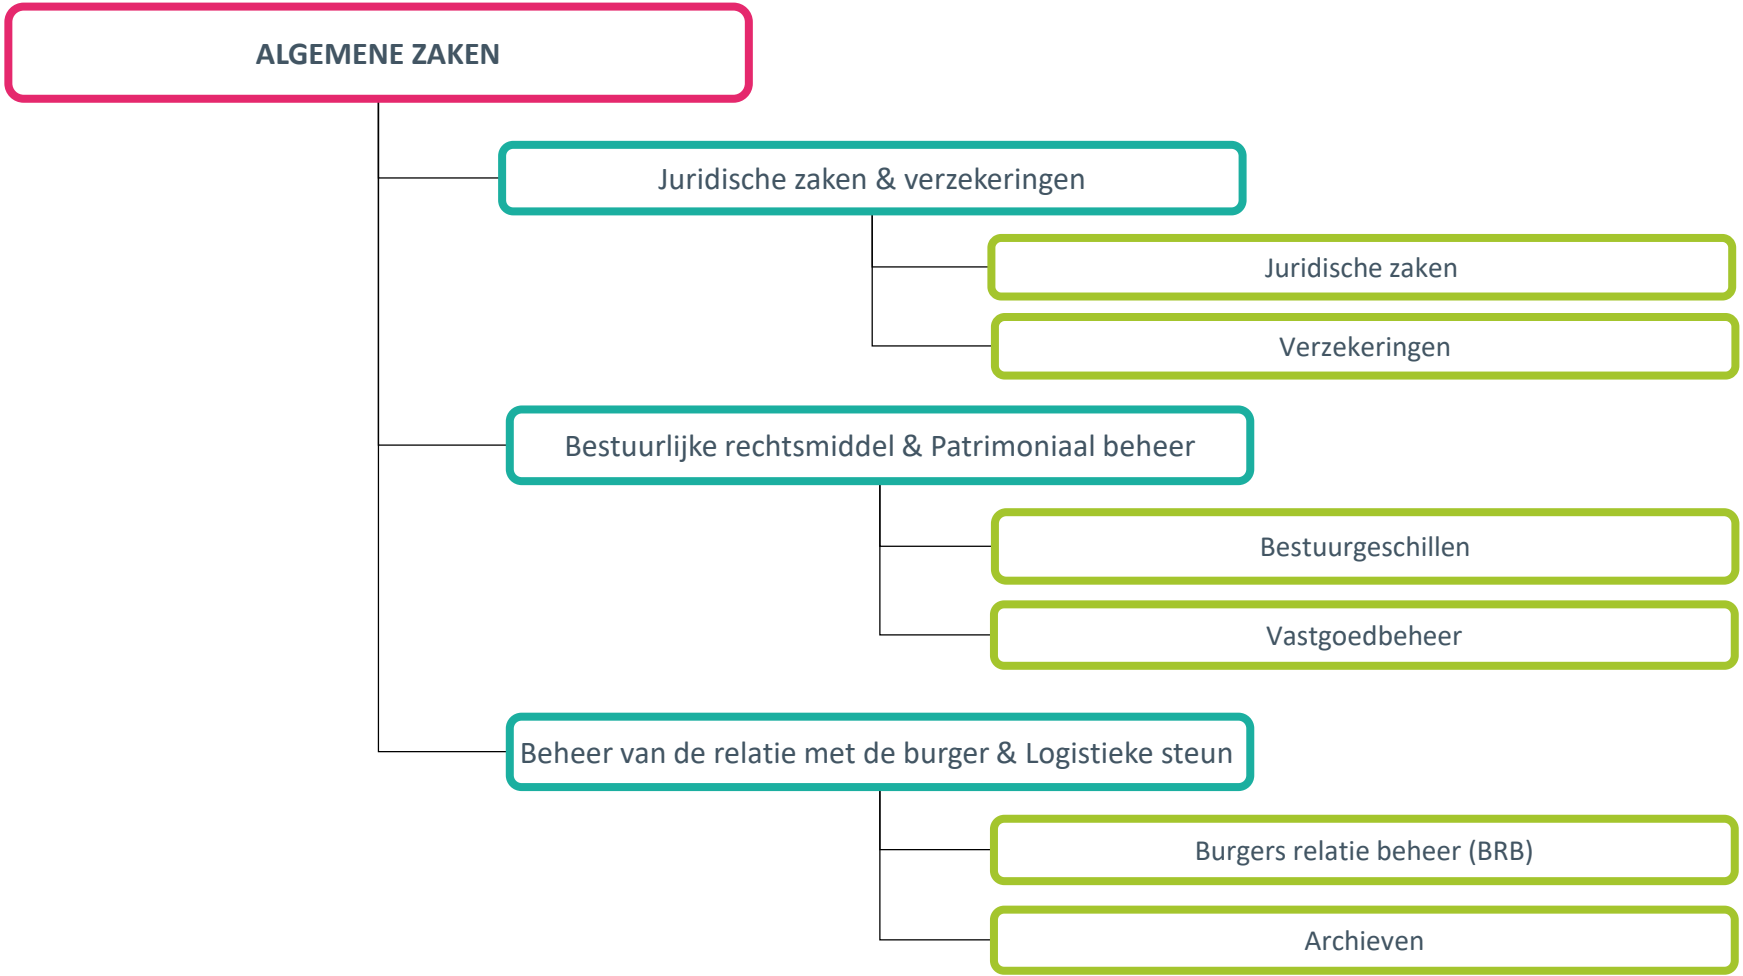 ALGEMENE ZAKEN
Juridische zaken & verzekeringen
Juridische zaken
Verzekeringen
Bestuurlijke rechtsmiddel & Patrimoniaal beheer
Bestuurgeschillen
Vastgoedbeheer
Beheer van de relatie met de burger & Logistieke steun
Burgers relatie beheer (BRB)
Archieven